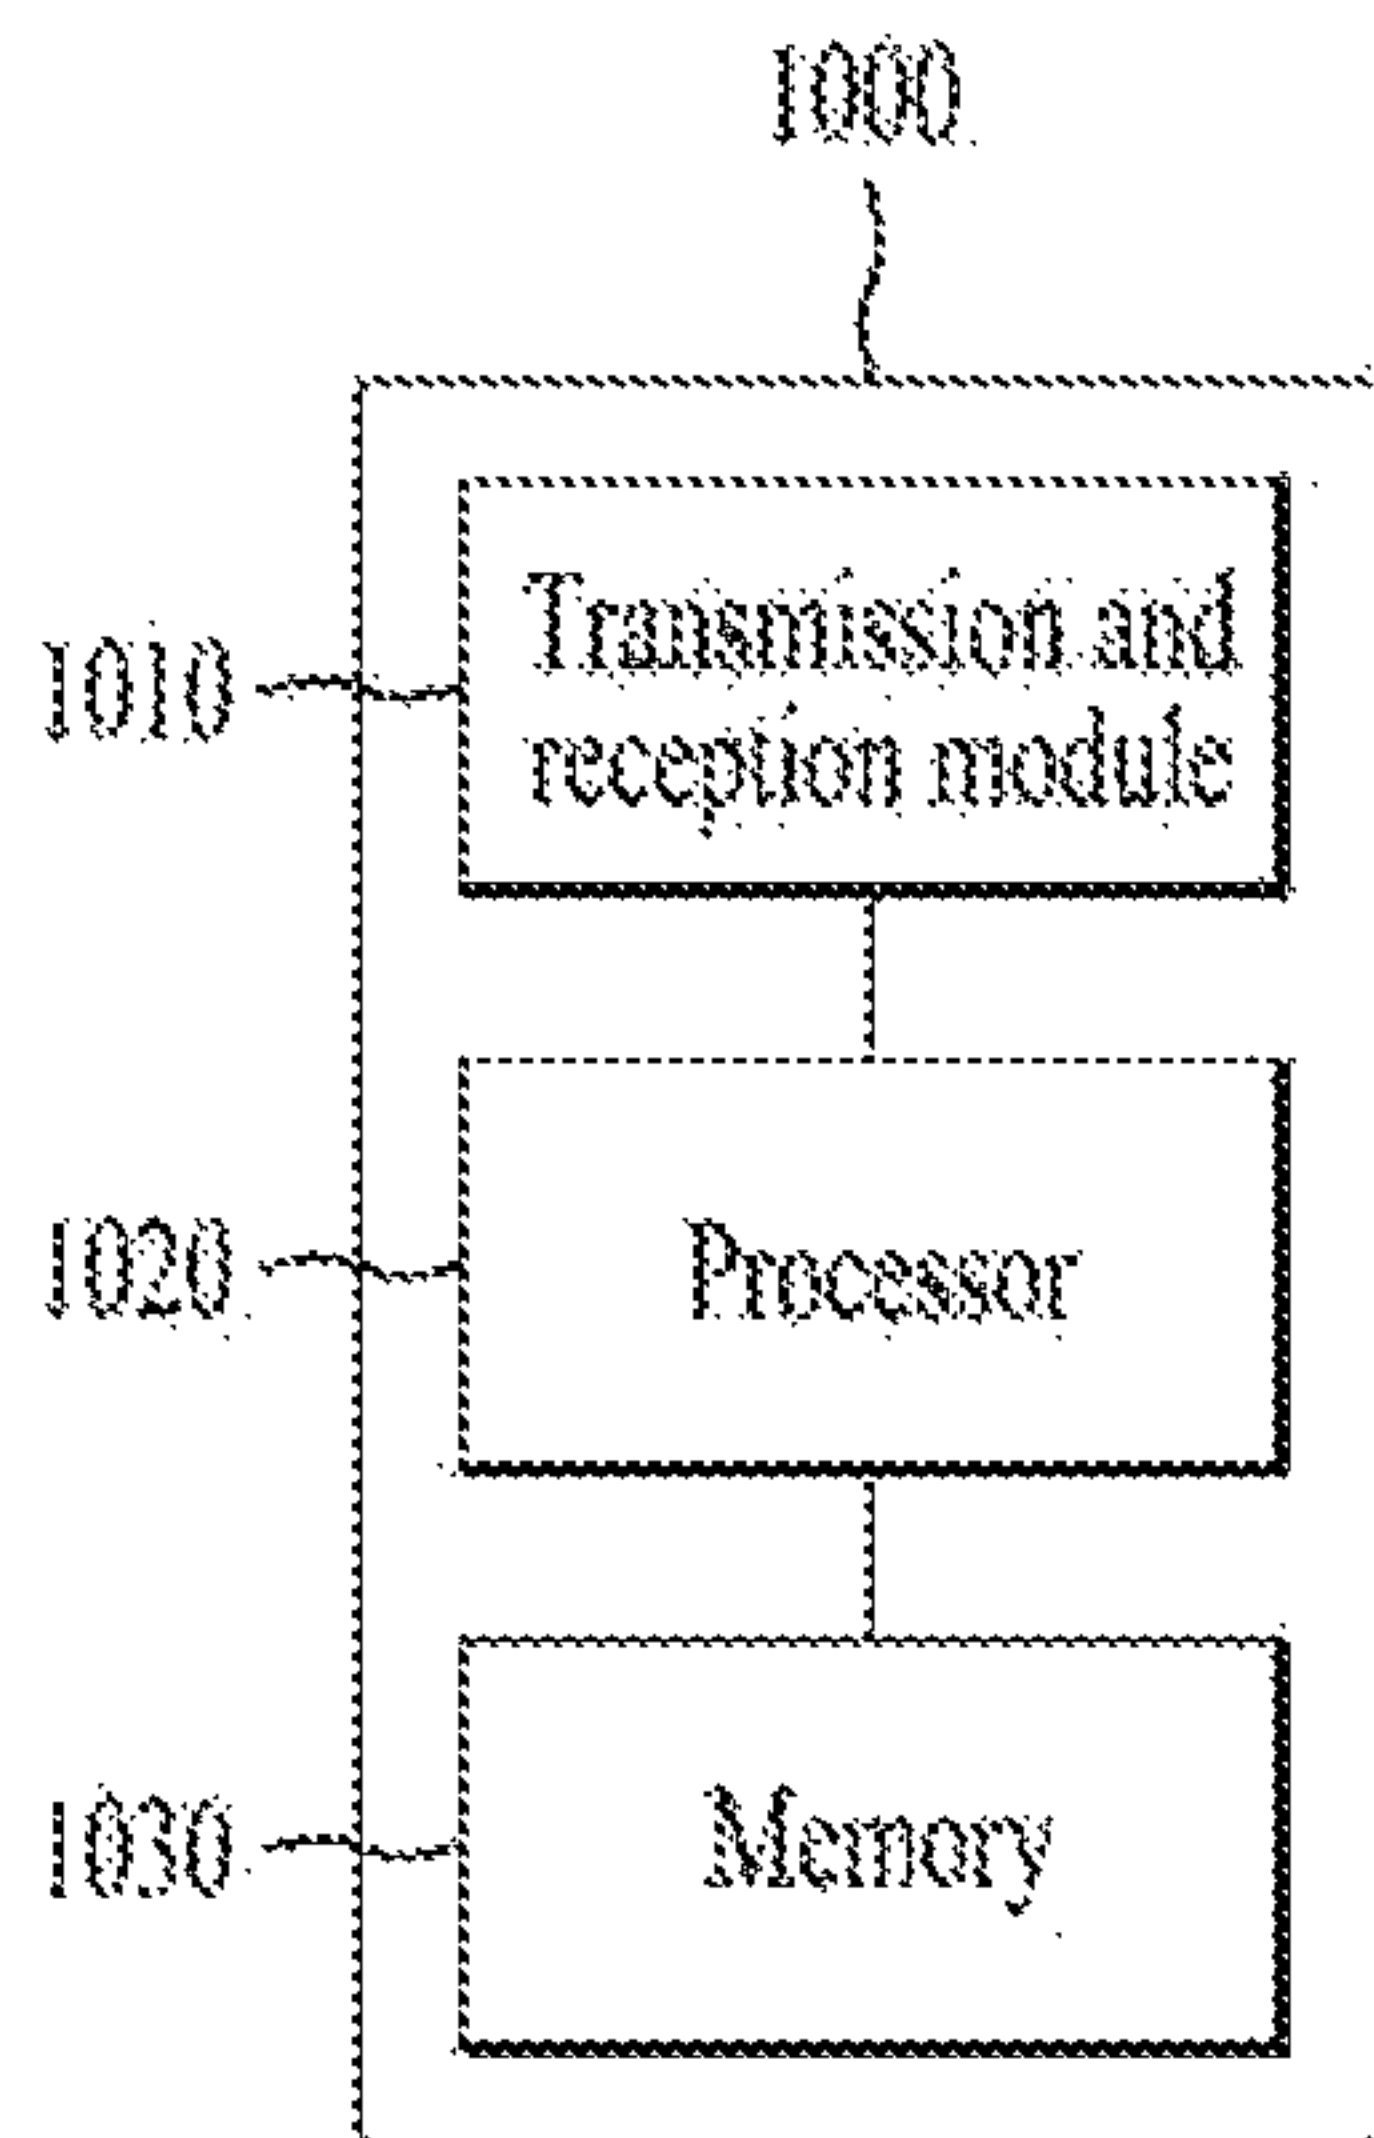 1000
1010
Transmission and
reception module
1020
Processor
1030
Memory